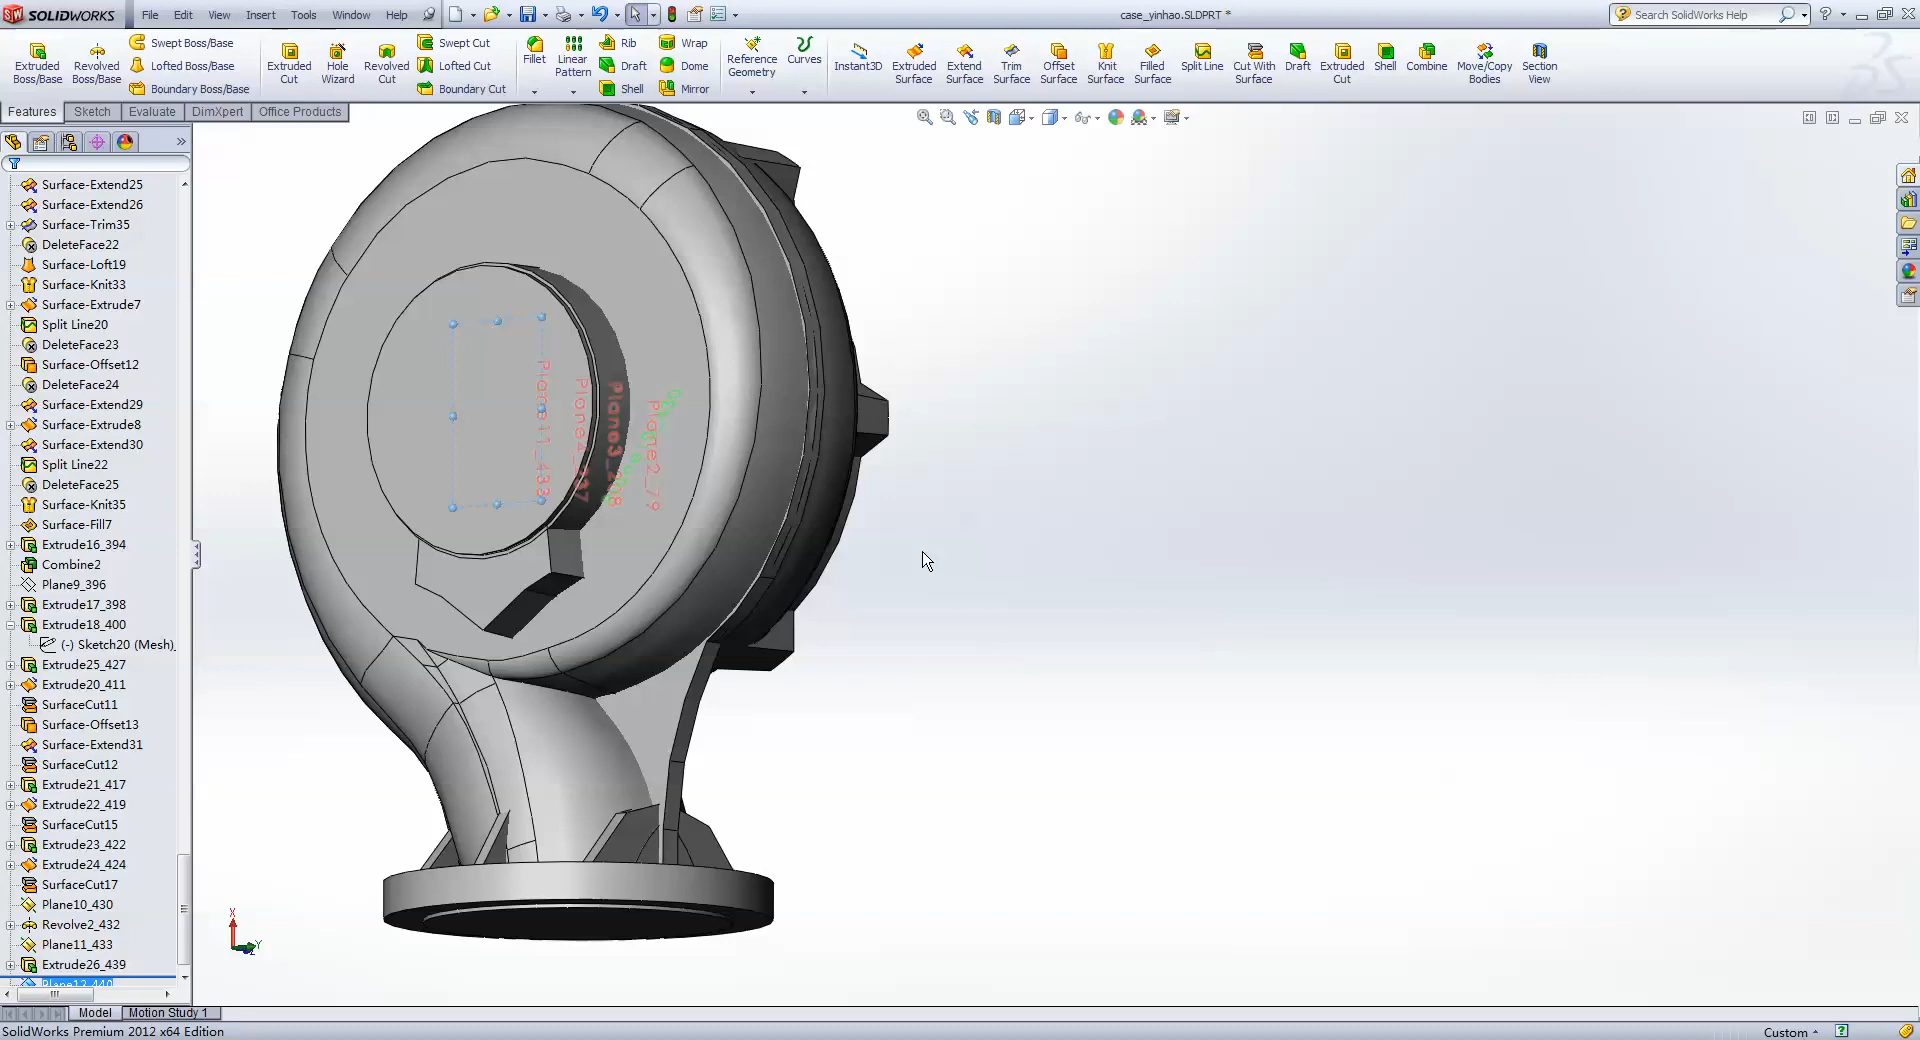 SOLIDWORKS File Edit View Insert Tools Window Help case_yinhao.SLDPRT * Search SolidWorks Help
Extruded Boss/Base
Revolved Boss/Base
Swept Boss/Base
Lofted Boss/Base
Boundary Boss/Base
Extruded Cut
Hole Wizard
Revolved Cut
Swept Cut
Lofted Cut
Boundary Cut
Fillet
Linear Pattern
Rib
Draft
Shell
Wrap
Dome
Mirror
Reference Geometry
Curves
Instant3D
Extruded Surface
Extend Surface
Trim Surface
Offset Surface
Knit Surface
Filled Surface
Split Line
Cut With Surface
Draft
Extruded Cut
Shell
Combine
Move/Copy Bodies
Section View
Features Sketch Evaluate DimXpert Office Products
Surface-Extend25
Surface-Extend26
Surface-Trim35
DeleteFace22
Surface-Loft19
Surface-Knit33
Surface-Extrude7
Split Line20
DeleteFace23
Surface-Offset12
DeleteFace24
Surface-Extend29
Surface-Extrude8
Surface-Extend30
Split Line22
DeleteFace25
Surface-Knit35
Surface-Fill7
Extrude16_394
Combine2
Plane9_396
Extrude17_398
Extrude18_400
(-) Sketch20 (Mesh)_
Extrude25_427
Extrude20_411
SurfaceCut11
Surface-Offset13
Surface-Extend31
SurfaceCut12
Extrude21_417
Extrude22_419
SurfaceCut15
Extrude23_422
Extrude24_424
SurfaceCut17
Plane10_430
Revolve2_432
Plane11_433
Extrude26_439
Plane12_440
Plane11_433
Plane2_79
X
Y
Z
Model Motion Study 1
SolidWorks Premium 2012 x64 Edition Custom